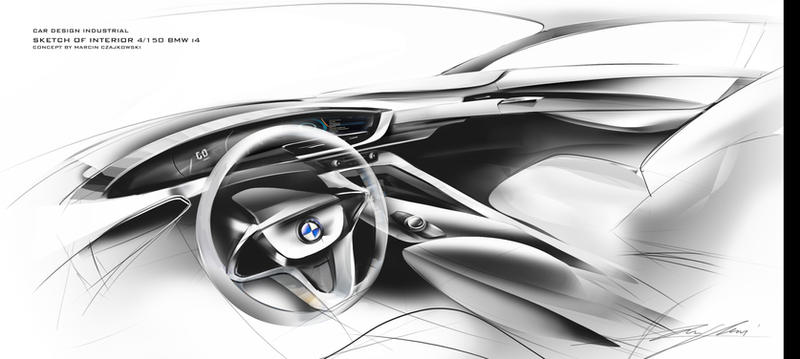 CAR DESIGN INDUSTRIAL
SKETCH OF INTERIOR 4/150 BMW i4
CONCEPT BY MARCIN CZAJKOWSKI